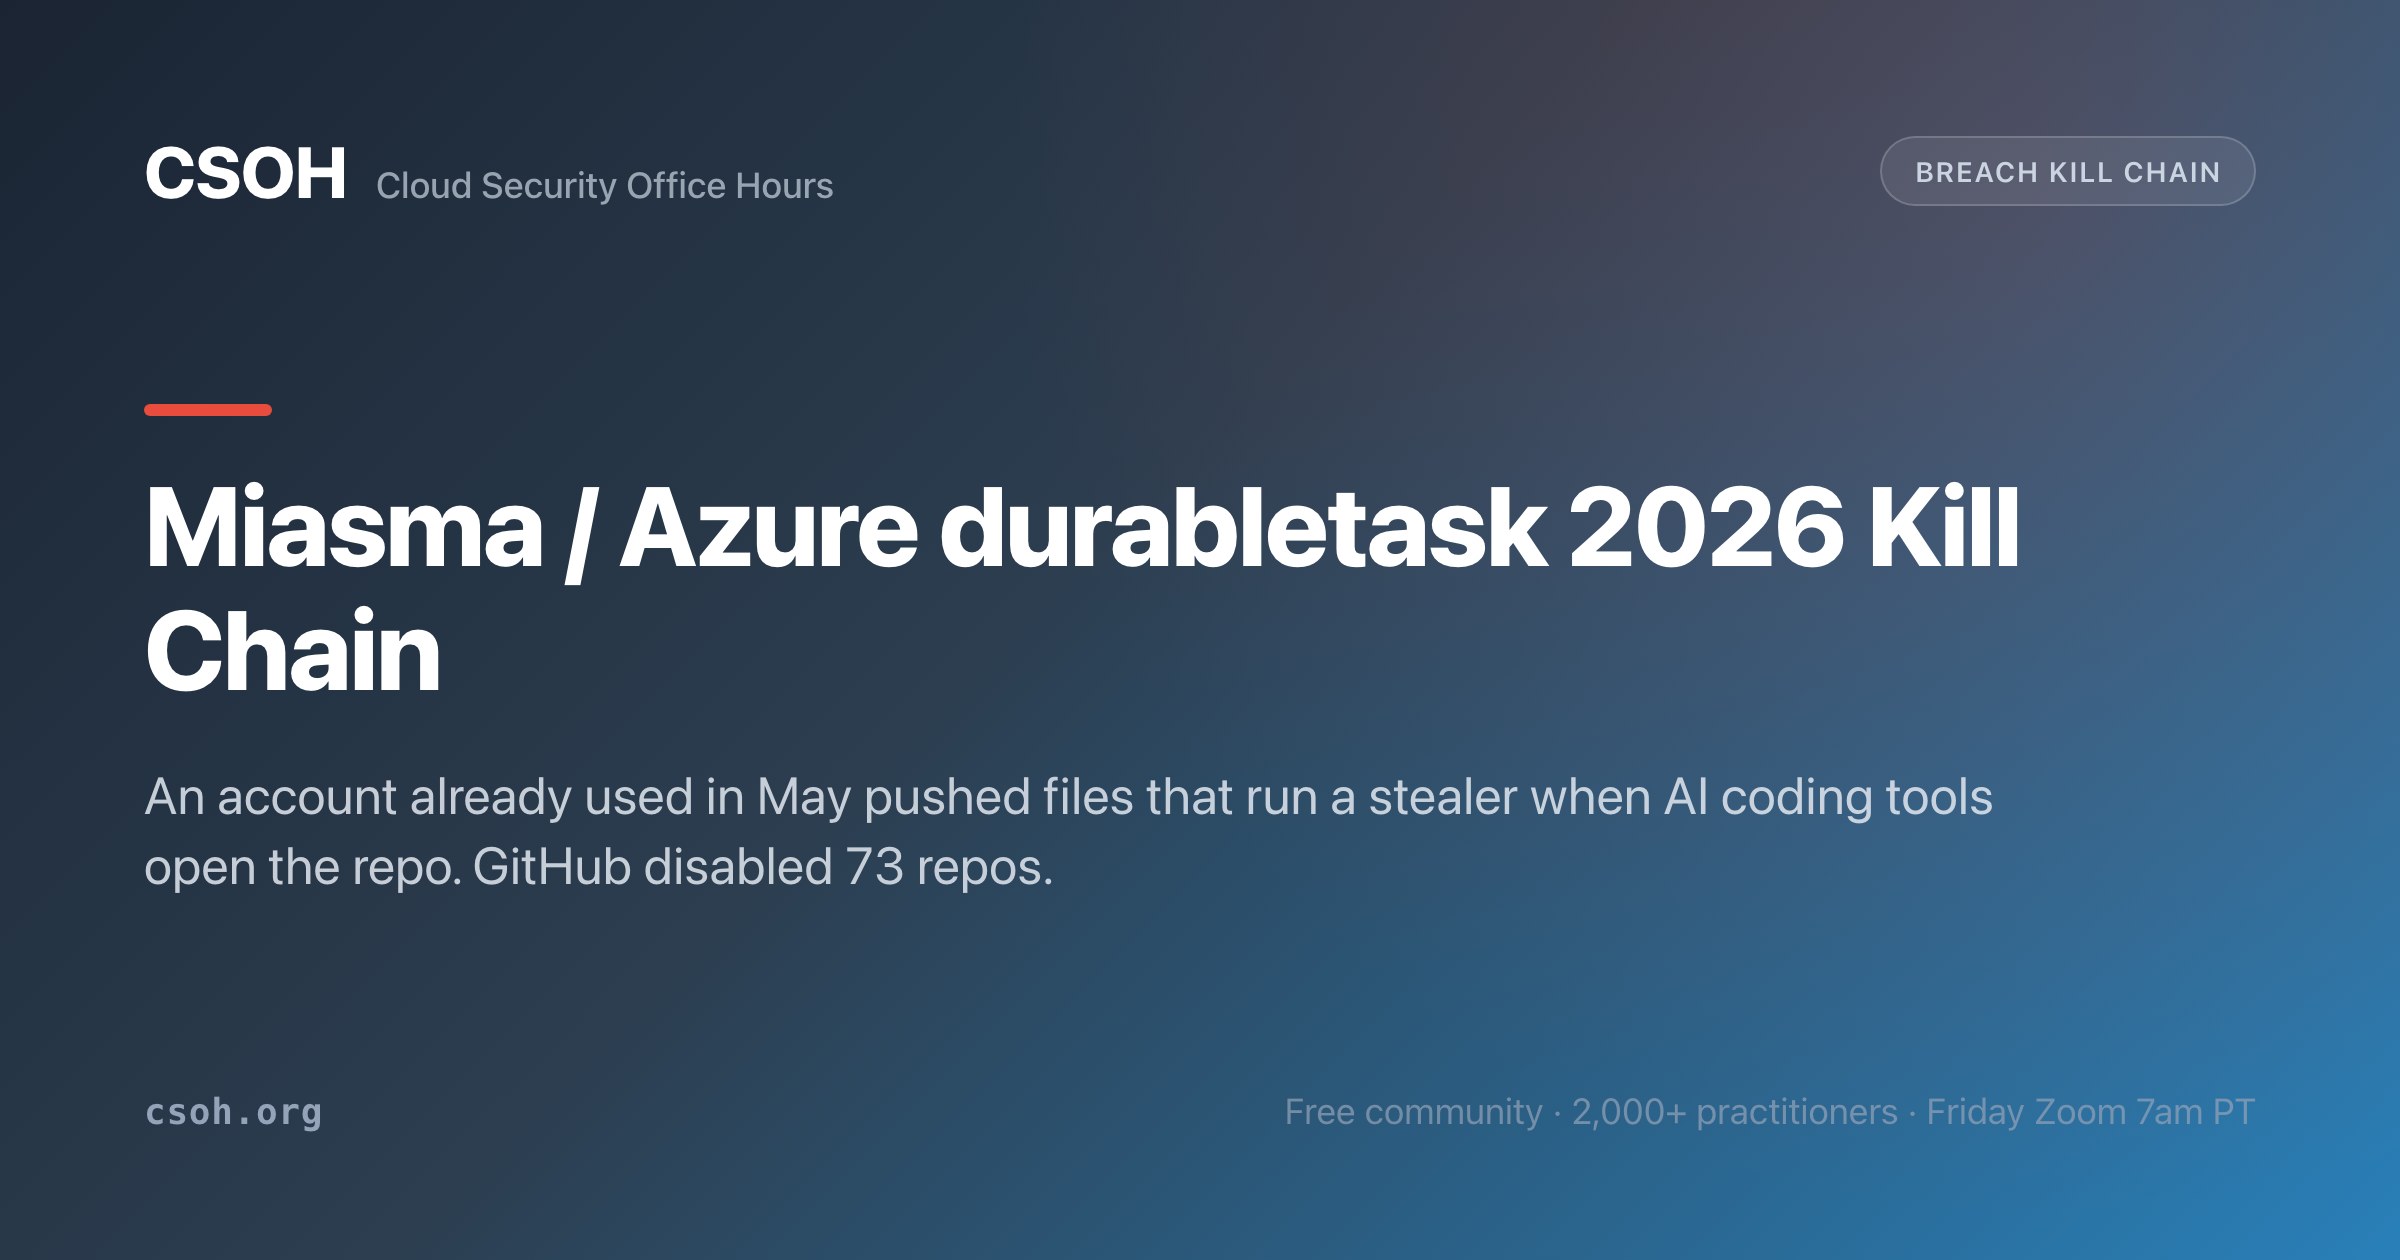 CSOH Cloud Security Office Hours
BREACH KILL CHAIN
Miasma / Azure durabletask 2026 Kill
Chain
An account already used in May pushed files that run a stealer when AI coding tools
open the repo. GitHub disabled 73 repos.
csoh.org
Free community · 2,000+ practitioners · Friday Zoom 7am PT